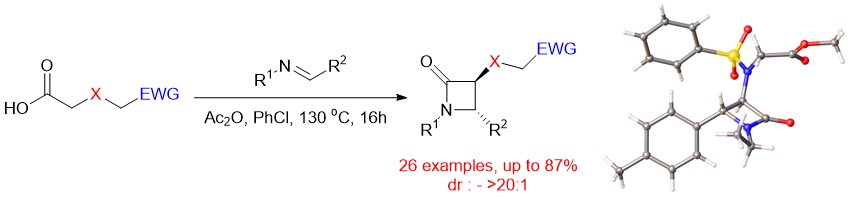 O
HO
X
EWG
R1
N
R2
Ac2O, PhCl, 130 oC, 16h
O
X
EWG
N
R1
R2
26 examples, up to 87%
dr : - >20:1